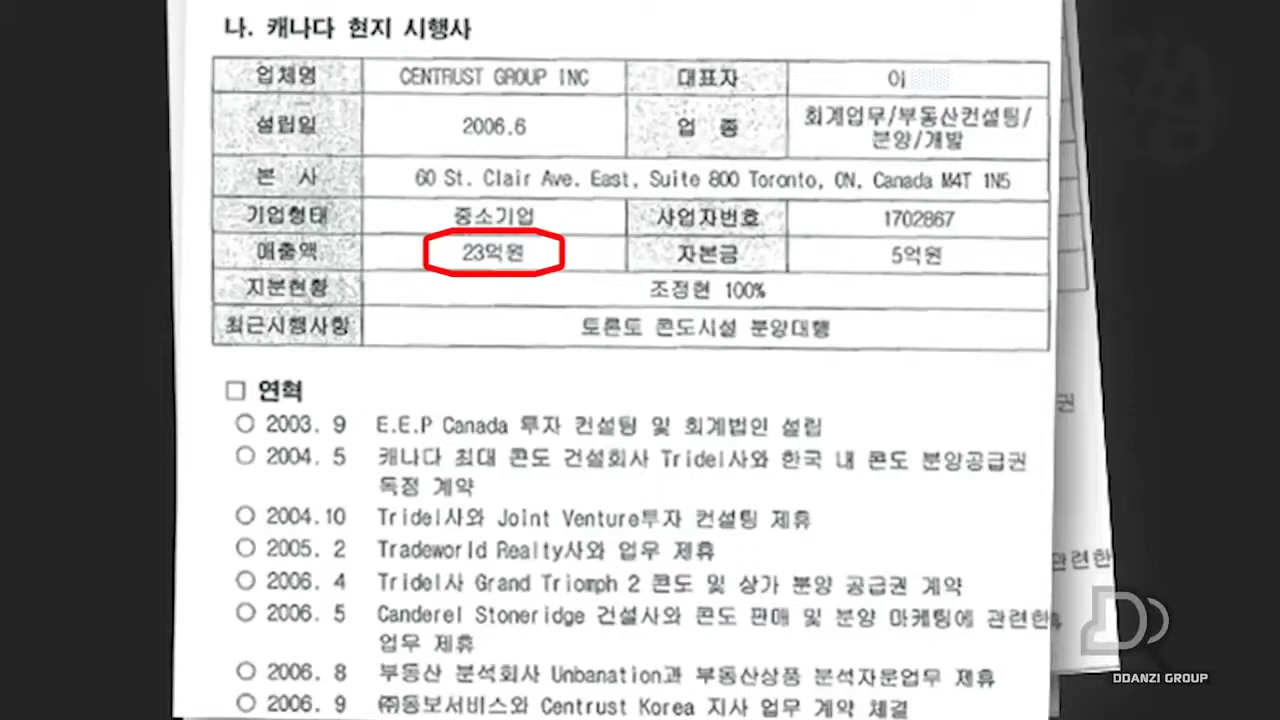 나. 캐나다 현지 시행사
업체명 CENTRUST GROUP INC 대표자 이
설립일 2006.6 업 종 회계업무/부동산컨설팅/
분양/개발
본 사 60 St. Clair Ave. East, Suite 800 Toronto, ON, Canada M4T 1N5
기업형태 중소기업 사업자번호 1702867
매출액 23억원 자본금 5억원
지분현황 조정현 100%
최근시행사항 토론토 콘도시설 분양대행
□ 연혁
○ 2003. 9 E.E.P Canada 투자 컨설팅 및 회계법인 설립
○ 2004. 5 캐나다 최대 콘도 건설회사 Tridel사와 한국 내 콘도 분양공급권
독점 계약
○ 2004.10 Tridel사와 Joint Venture투자 컨설팅 제휴
○ 2005. 2 Tradeworld Realty사와 업무 제휴
○ 2006. 4 Tridel사 Grand Triomph 2 콘도 및 상가 분양 공급권 계약
○ 2006. 5 Canderel Stoneridge 건설사와 콘도 판매 및 분양 마케팅에 관련한
업무 제휴
○ 2006. 8 부동산 분석회사 Unbanation과 부동산상품 분석자문업무 제휴
○ 2006. 9 ㈜동보서비스와 Centrust Korea 지사 업무 계약 체결
권
관련한
DDANZI GROUP